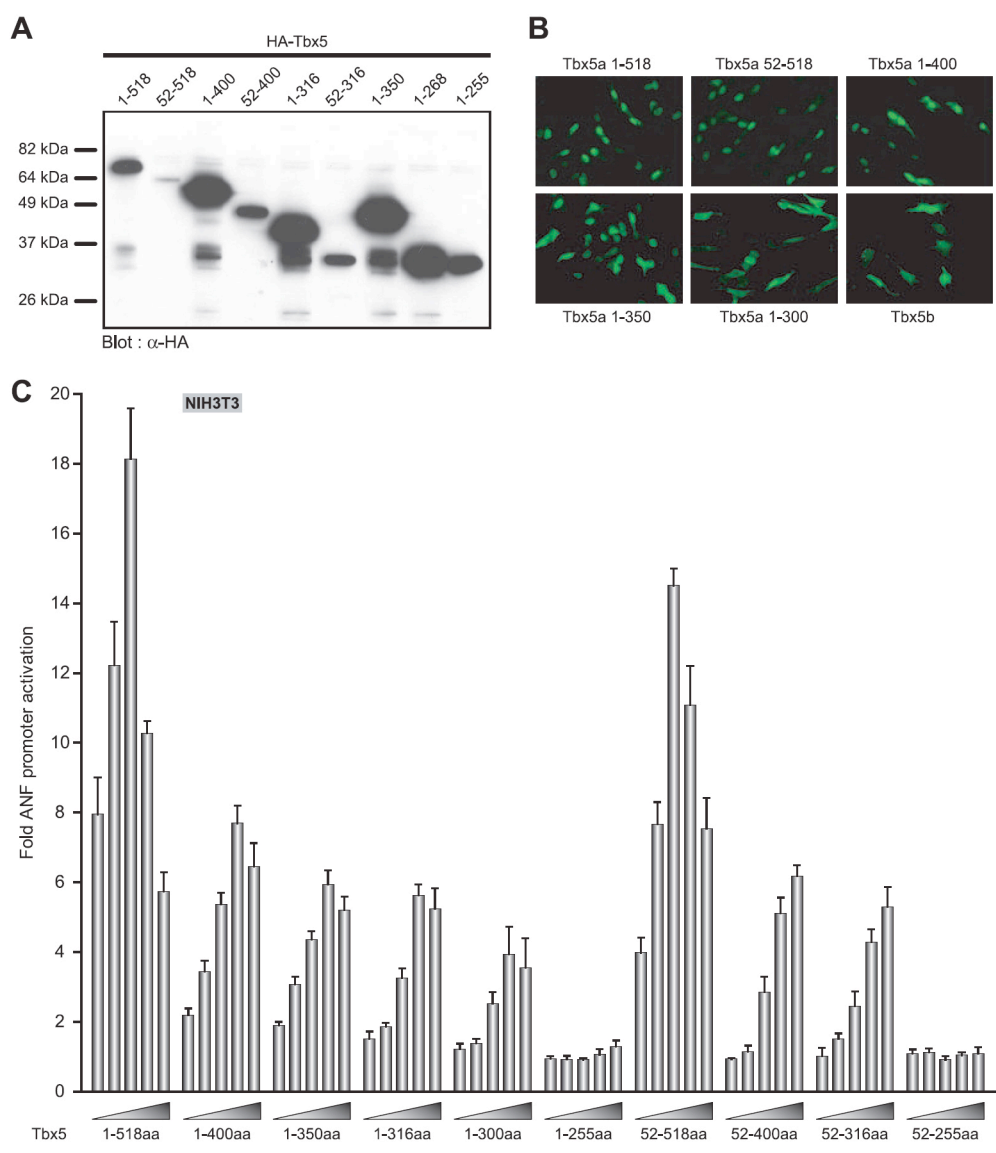 A
HA-Tbx5
1-518 52-518 1-400 52-400 1-316 52-316 1-350 1-268 1-255
82 kDa
64 kDa
49 kDa
37 kDa
26 kDa
Blot : α-HA
B
Tbx5a 1-518 Tbx5a 52-518 Tbx5a 1-400
Tbx5a 1-350 Tbx5a 1-300 Tbx5b
C
NIH3T3
Fold ANF promoter activation
20
18
16
14
12
10
8
6
4
2
0
Tbx5 1-518aa 1-400aa 1-350aa 1-316aa 1-300aa 1-255aa 52-518aa 52-400aa 52-316aa 52-255aa